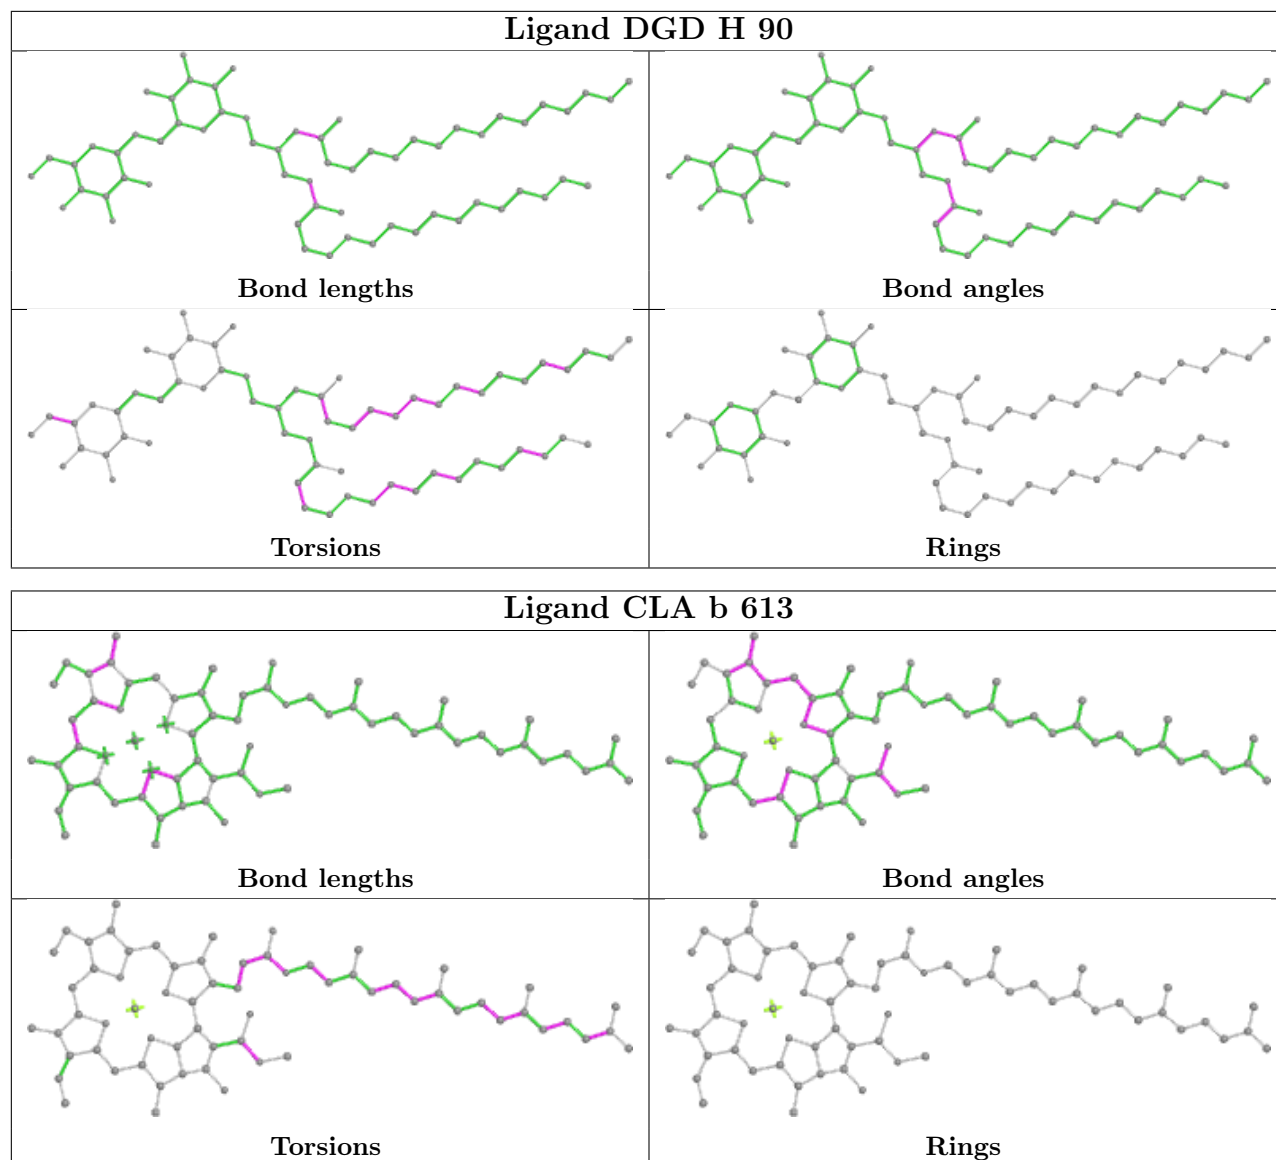 Ligand DGD H 90
Bond lengths
Bond angles
Torsions
Rings
Ligand CLA b 613
Bond lengths
Bond angles
Torsions
Rings